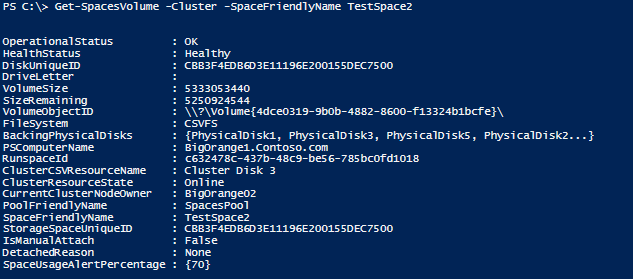 PS C:\> Get-SpacesVolume -Cluster -SpaceFriendlyName TestSpace2
OperationalStatus : OK
HealthStatus : Healthy
DiskUniqueID : CBB3F4EDB6D3E11196E200155DEC7500
DriveLetter :
VolumeSize : 5333053440
SizeRemaining : 5250924544
VolumeObjectID : \\?\Volume{4dce0319-9b0b-4882-8600-f13324b1bcfe}\
FileSystem : CSVFS
BackingPhysicalDisks : {PhysicalDisk1, PhysicalDisk3, PhysicalDisk5, PhysicalDisk2...}
PSComputerName : BigOrange1.Contoso.com
RunspaceId : c632478c-437b-48c9-be56-785bc0fd1018
ClusterCSVResourceName : Cluster Disk 3
ClusterResourceState : Online
CurrentClusterNodeOwner : BigOrange02
PoolFriendlyName : SpacesPool
SpaceFriendlyName : TestSpace2
StorageSpaceUniqueID : CBB3F4EDB6D3E11196E200155DEC7500
IsManualAttach : False
DetachedReason : None
SpaceUsageAlertPercentage : {70}